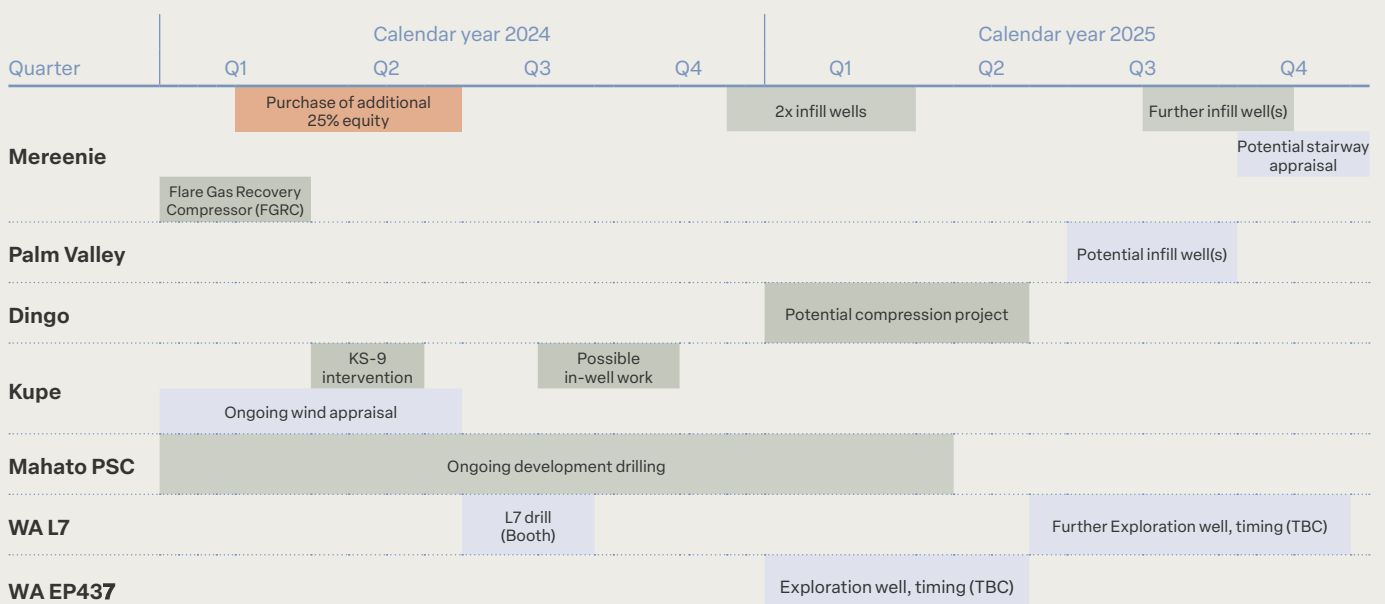 Calendar year 2024 Calendar year 2025
Quarter Q1 Q2 Q3 Q4 Q1 Q2 Q3 Q4
Mereenie
Purchase of additional
25% equity
2x infill wells
Further infill well(s)
Potential stairway
appraisal
Flare Gas Recovery
Compressor (FGRC)
Palm Valley
Potential infill well(s)
Dingo
Potential compression project
Kupe
KS-9
intervention
Possible
in-well work
Ongoing wind appraisal
Mahato PSC
Ongoing development drilling
WA L7
L7 drill
(Booth)
Further Exploration well, timing (TBC)
WA EP437
Exploration well, timing (TBC)